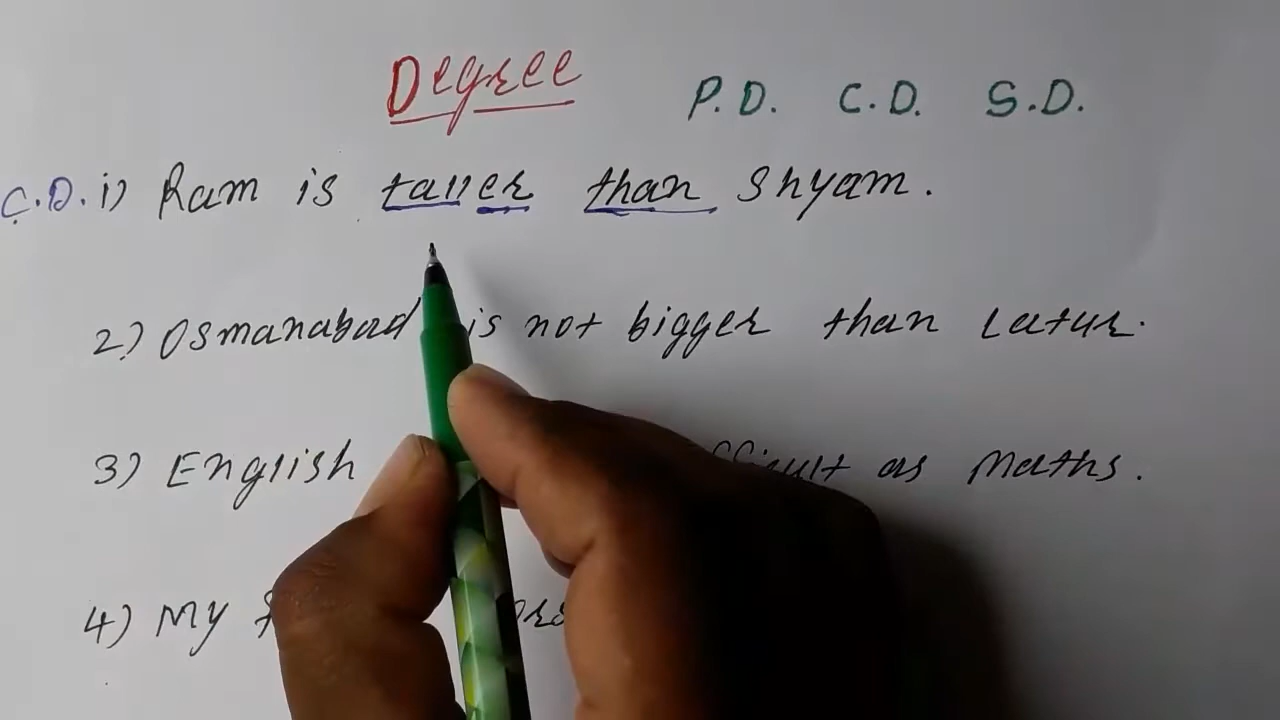 Degree P.D. C.D. S.D.
C.D. 1) Ram is taller than Shyam.
2) Osmanabad is not bigger than Latur.
3) English as Maths.
4) My